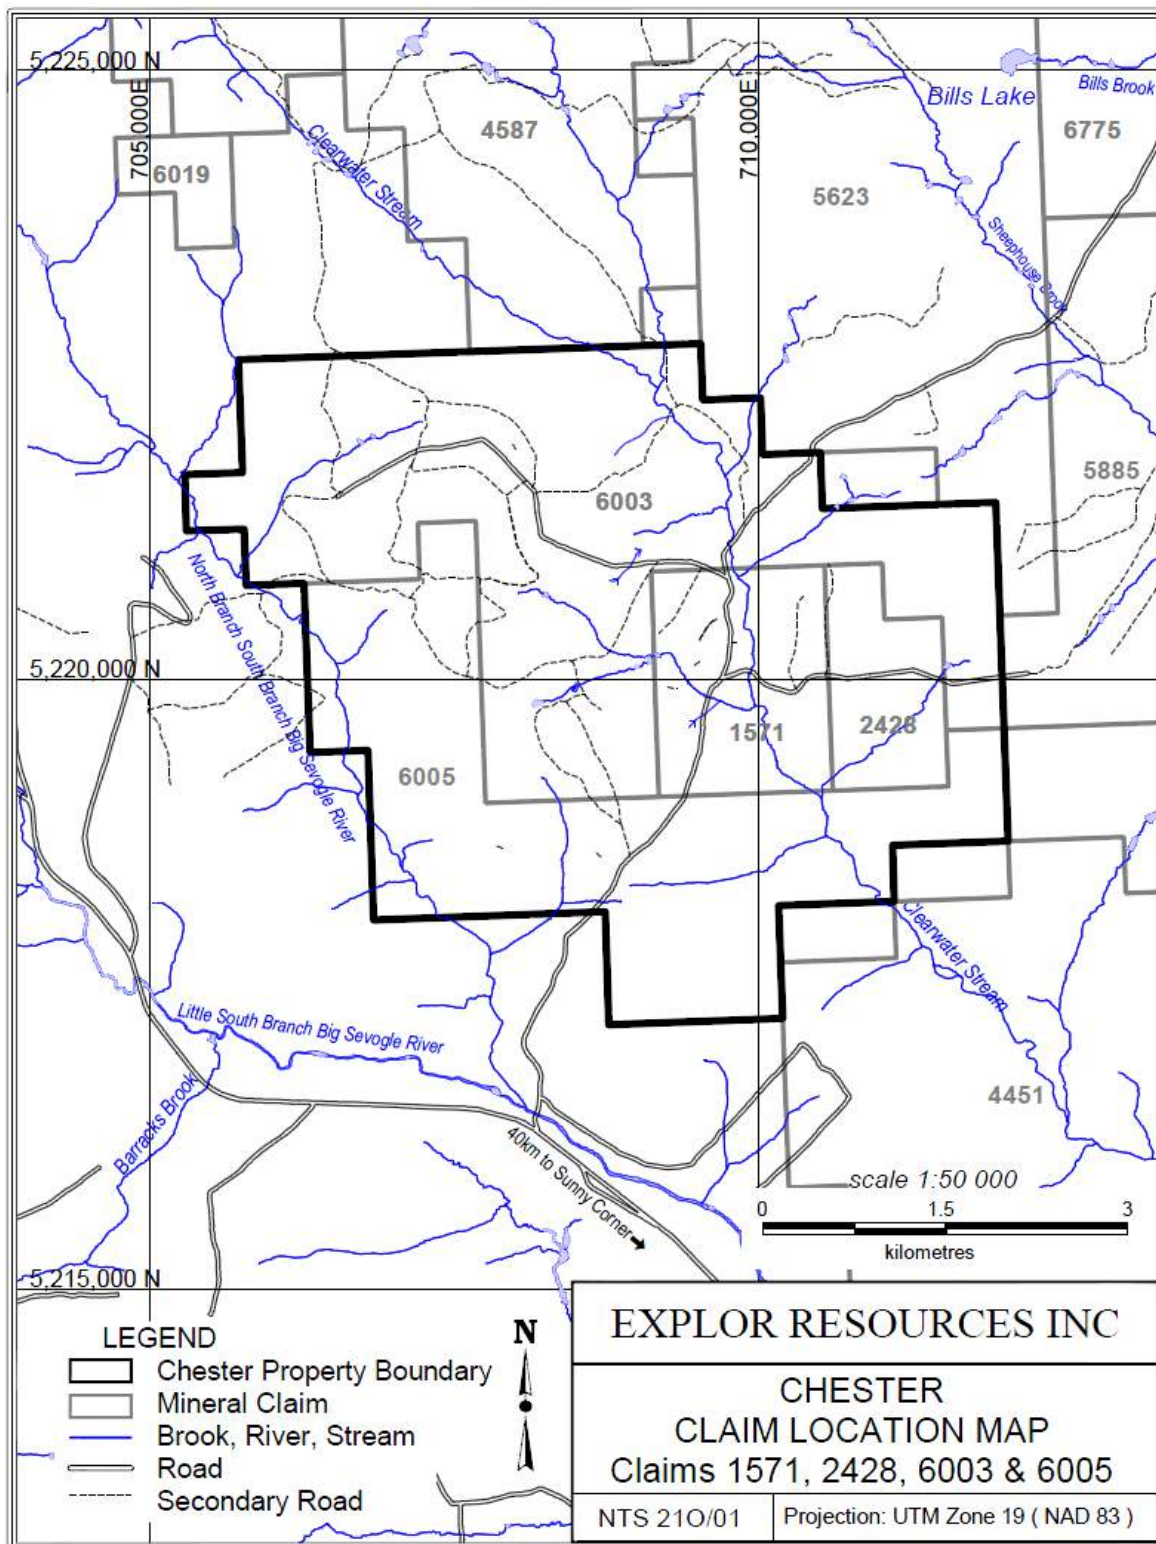 5,225,000 N
705,000E
710,000E
Bills Lake
Bills Brook
4587
6775
6019
Clearwater Stream
5623
Sheephouse Brook
5885
6003
North Branch South Branch Big Sevogle River
5,220,000 N
1571
2428
6005
Clearwater Stream
Little South Branch Big Sevogle River
4451
Barracks Brook
40km to Sunny Corner
scale 1:50 000
0 1.5 3
kilometres
5,215,000 N
LEGEND
Chester Property Boundary
Mineral Claim
Brook, River, Stream
Road
Secondary Road
N
EXPLOR RESOURCES INC
CHESTER
CLAIM LOCATION MAP
Claims 1571, 2428, 6003 & 6005
NTS 21O/01
Projection: UTM Zone 19 ( NAD 83 )